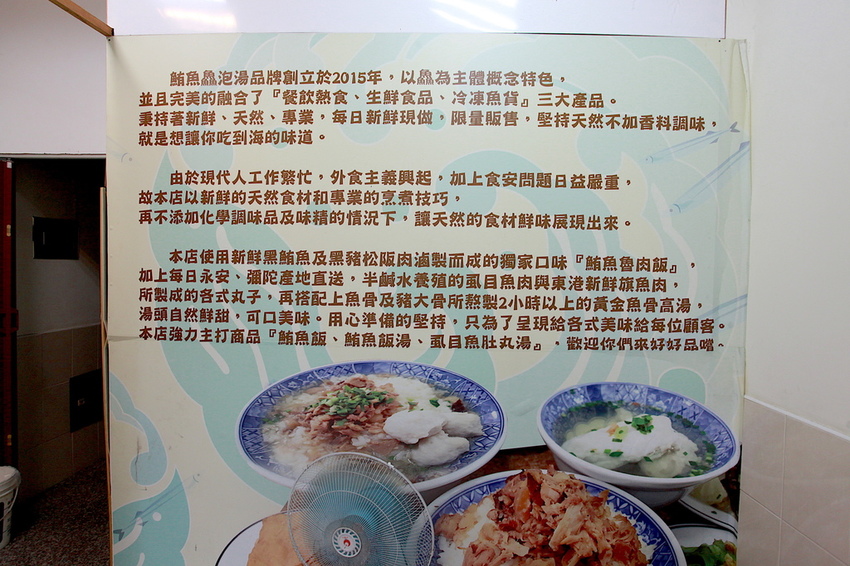 鮪魚鱻泡湯品牌創立於2015年，以鱻為主體概念特色，
並且完美的融合了『餐飲熱食、生鮮食品、冷凍魚貨』三大產品。
秉持著新鮮、天然、專業，每日新鮮現做，限量販售，堅持天然不加香料調味，
就是想讓你吃到海的味道。
由於現代人工作繁忙，外食主義興起，加上食安問題日益嚴重，
故本店以新鮮的天然食材和專業的烹煮技巧，
再不添加化學調味品及味精的情況下，讓天然的食材鮮味展現出來。
本店使用新鮮黑鮪魚及黑豬松阪肉滷製而成的獨家口味『鮪魚魯肉飯』，
加上每日永安、彌陀產地直送，半鹹水養殖的虱目魚肉與東港新鮮旗魚肉，
所製成的各式丸子，再搭配上魚骨及豬大骨所熬製2小時以上的黃金魚骨高湯，
湯頭自然鮮甜，可口美味。用心準備的堅持，只為了呈現給各式美味給每位顧客。
本店強力主打商品『鮪魚飯、鮪魚飯湯、虱目魚肚丸湯』，歡迎你們來好好品嚐~